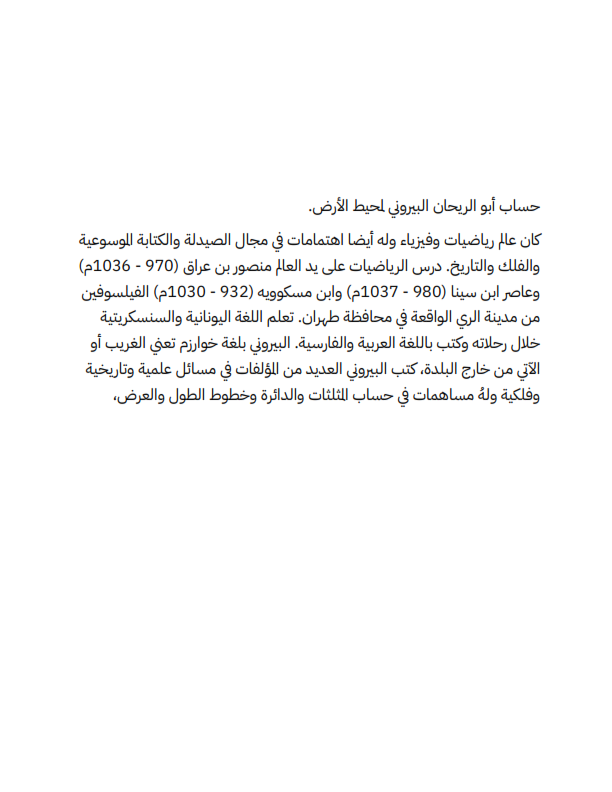 حساب أبو الريحان البيروني لمحيط الأرض.
كان عالم رياضيات وفيزياء وله أيضا اهتمامات في مجال الصيدلة والكتابة الموسوعية
والفلك والتاريخ. درس الرياضيات على يد العالم منصور بن عراق (970 - 1036م)
وعاصر ابن سينا (980 - 1037م) وابن مسكوويه (932 - 1030م) الفيلسوفين
من مدينة الري الواقعة في محافظة طهران. تعلم اللغة اليونانية والسنسكريتية
خلال رحلاته وكتب باللغة العربية والفارسية. البيروني بلغة خوارزم تعني الغريب أو
الآتي من خارج البلدة، كتب البيروني العديد من المؤلفات في مسائل علمية وتاريخية
وفلكية ولهُ مساهمات في حساب المثلثات والدائرة وخطوط الطول والعرض،